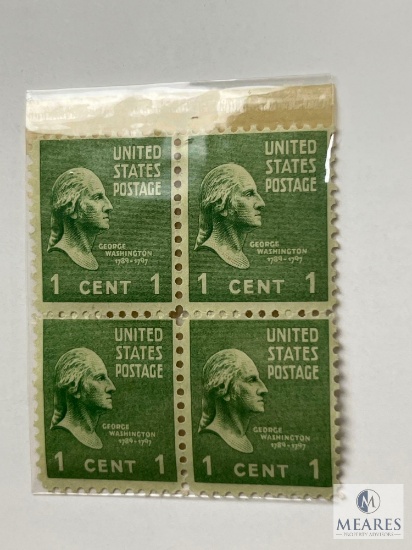 UNITED
STATES
POSTAGE
GEORGE
WASHINGTON
1789-1797
1 CENT 1
UNITED
STATES
POSTAGE
GEORGE
WASHINGTON
1789-1797
1 CENT 1
UNITED
STATES
POSTAGE
GEORGE
WASHINGTON
1789-1797
1 CENT 1
UNITED
STATES
POSTAGE
GEORGE
WASHINGTON
1789-1797
1 CENT 1
M
MEARES
PROPERTY ADVISORS